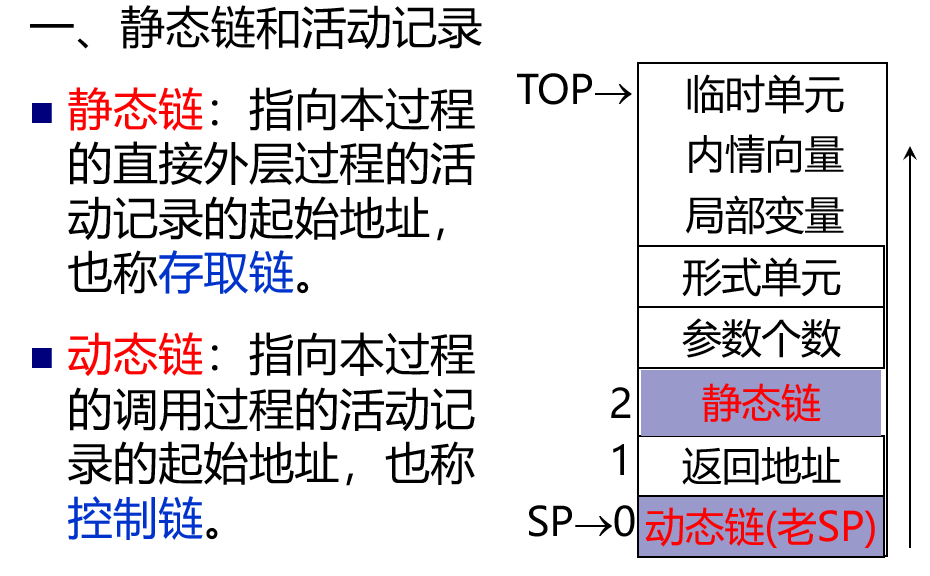 一、静态链和活动记录
静态链：指向本过程
的直接外层过程的活
动记录的起始地址，
也称存取链。
动态链：指向本过程
的调用过程的活动记
录的起始地址，也称
控制链。
TOP→
临时单元
内情向量
局部变量
形式单元
参数个数
2 静态链
1 返回地址
SP→0 动态链(老SP)